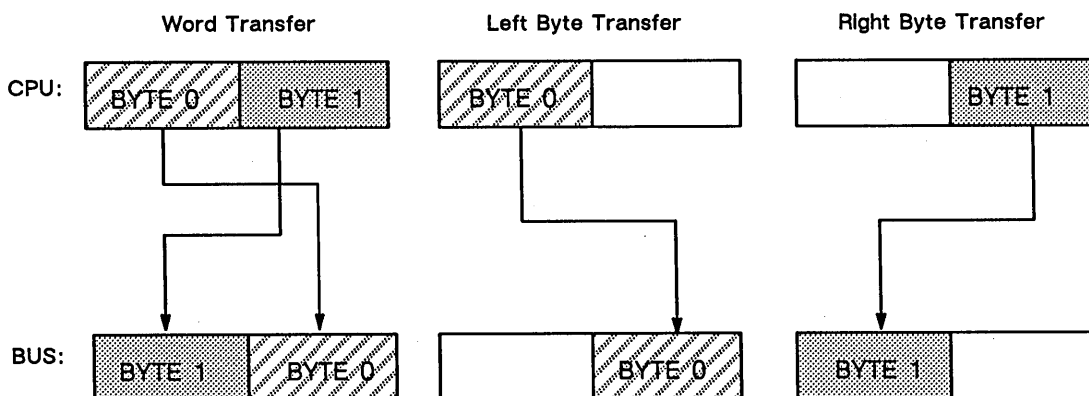 Word Transfer Left Byte Transfer Right Byte Transfer
CPU: BYTE 0 BYTE 1 BYTE 0 BYTE 1
BUS: BYTE 1 BYTE 0 BYTE 0 BYTE 1